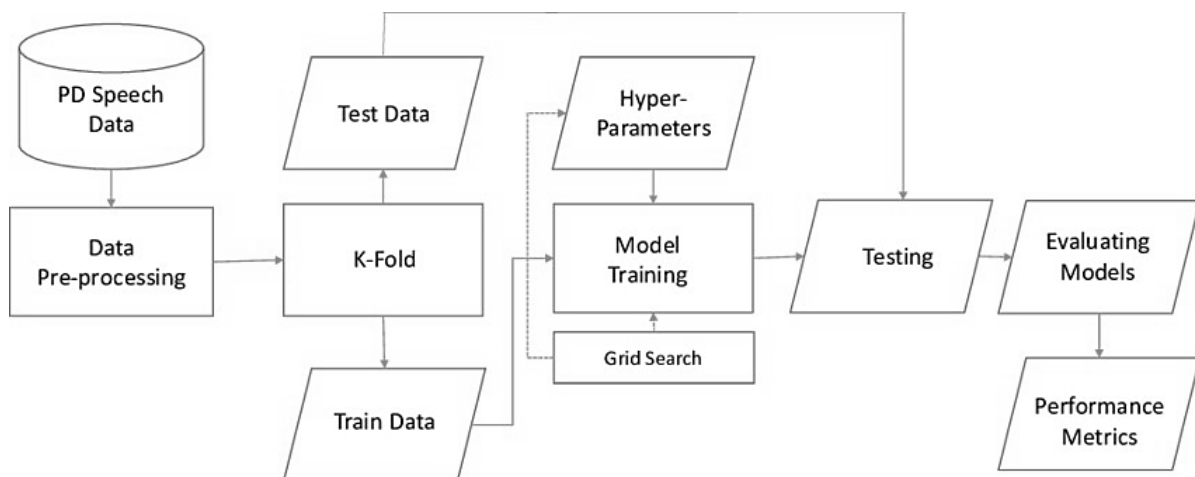 PD Speech
Data
Data
Pre-processing
K-Fold
Test Data
Train Data
Hyper-
Parameters
Model
Training
Grid Search
Testing
Evaluating
Models
Performance
Metrics